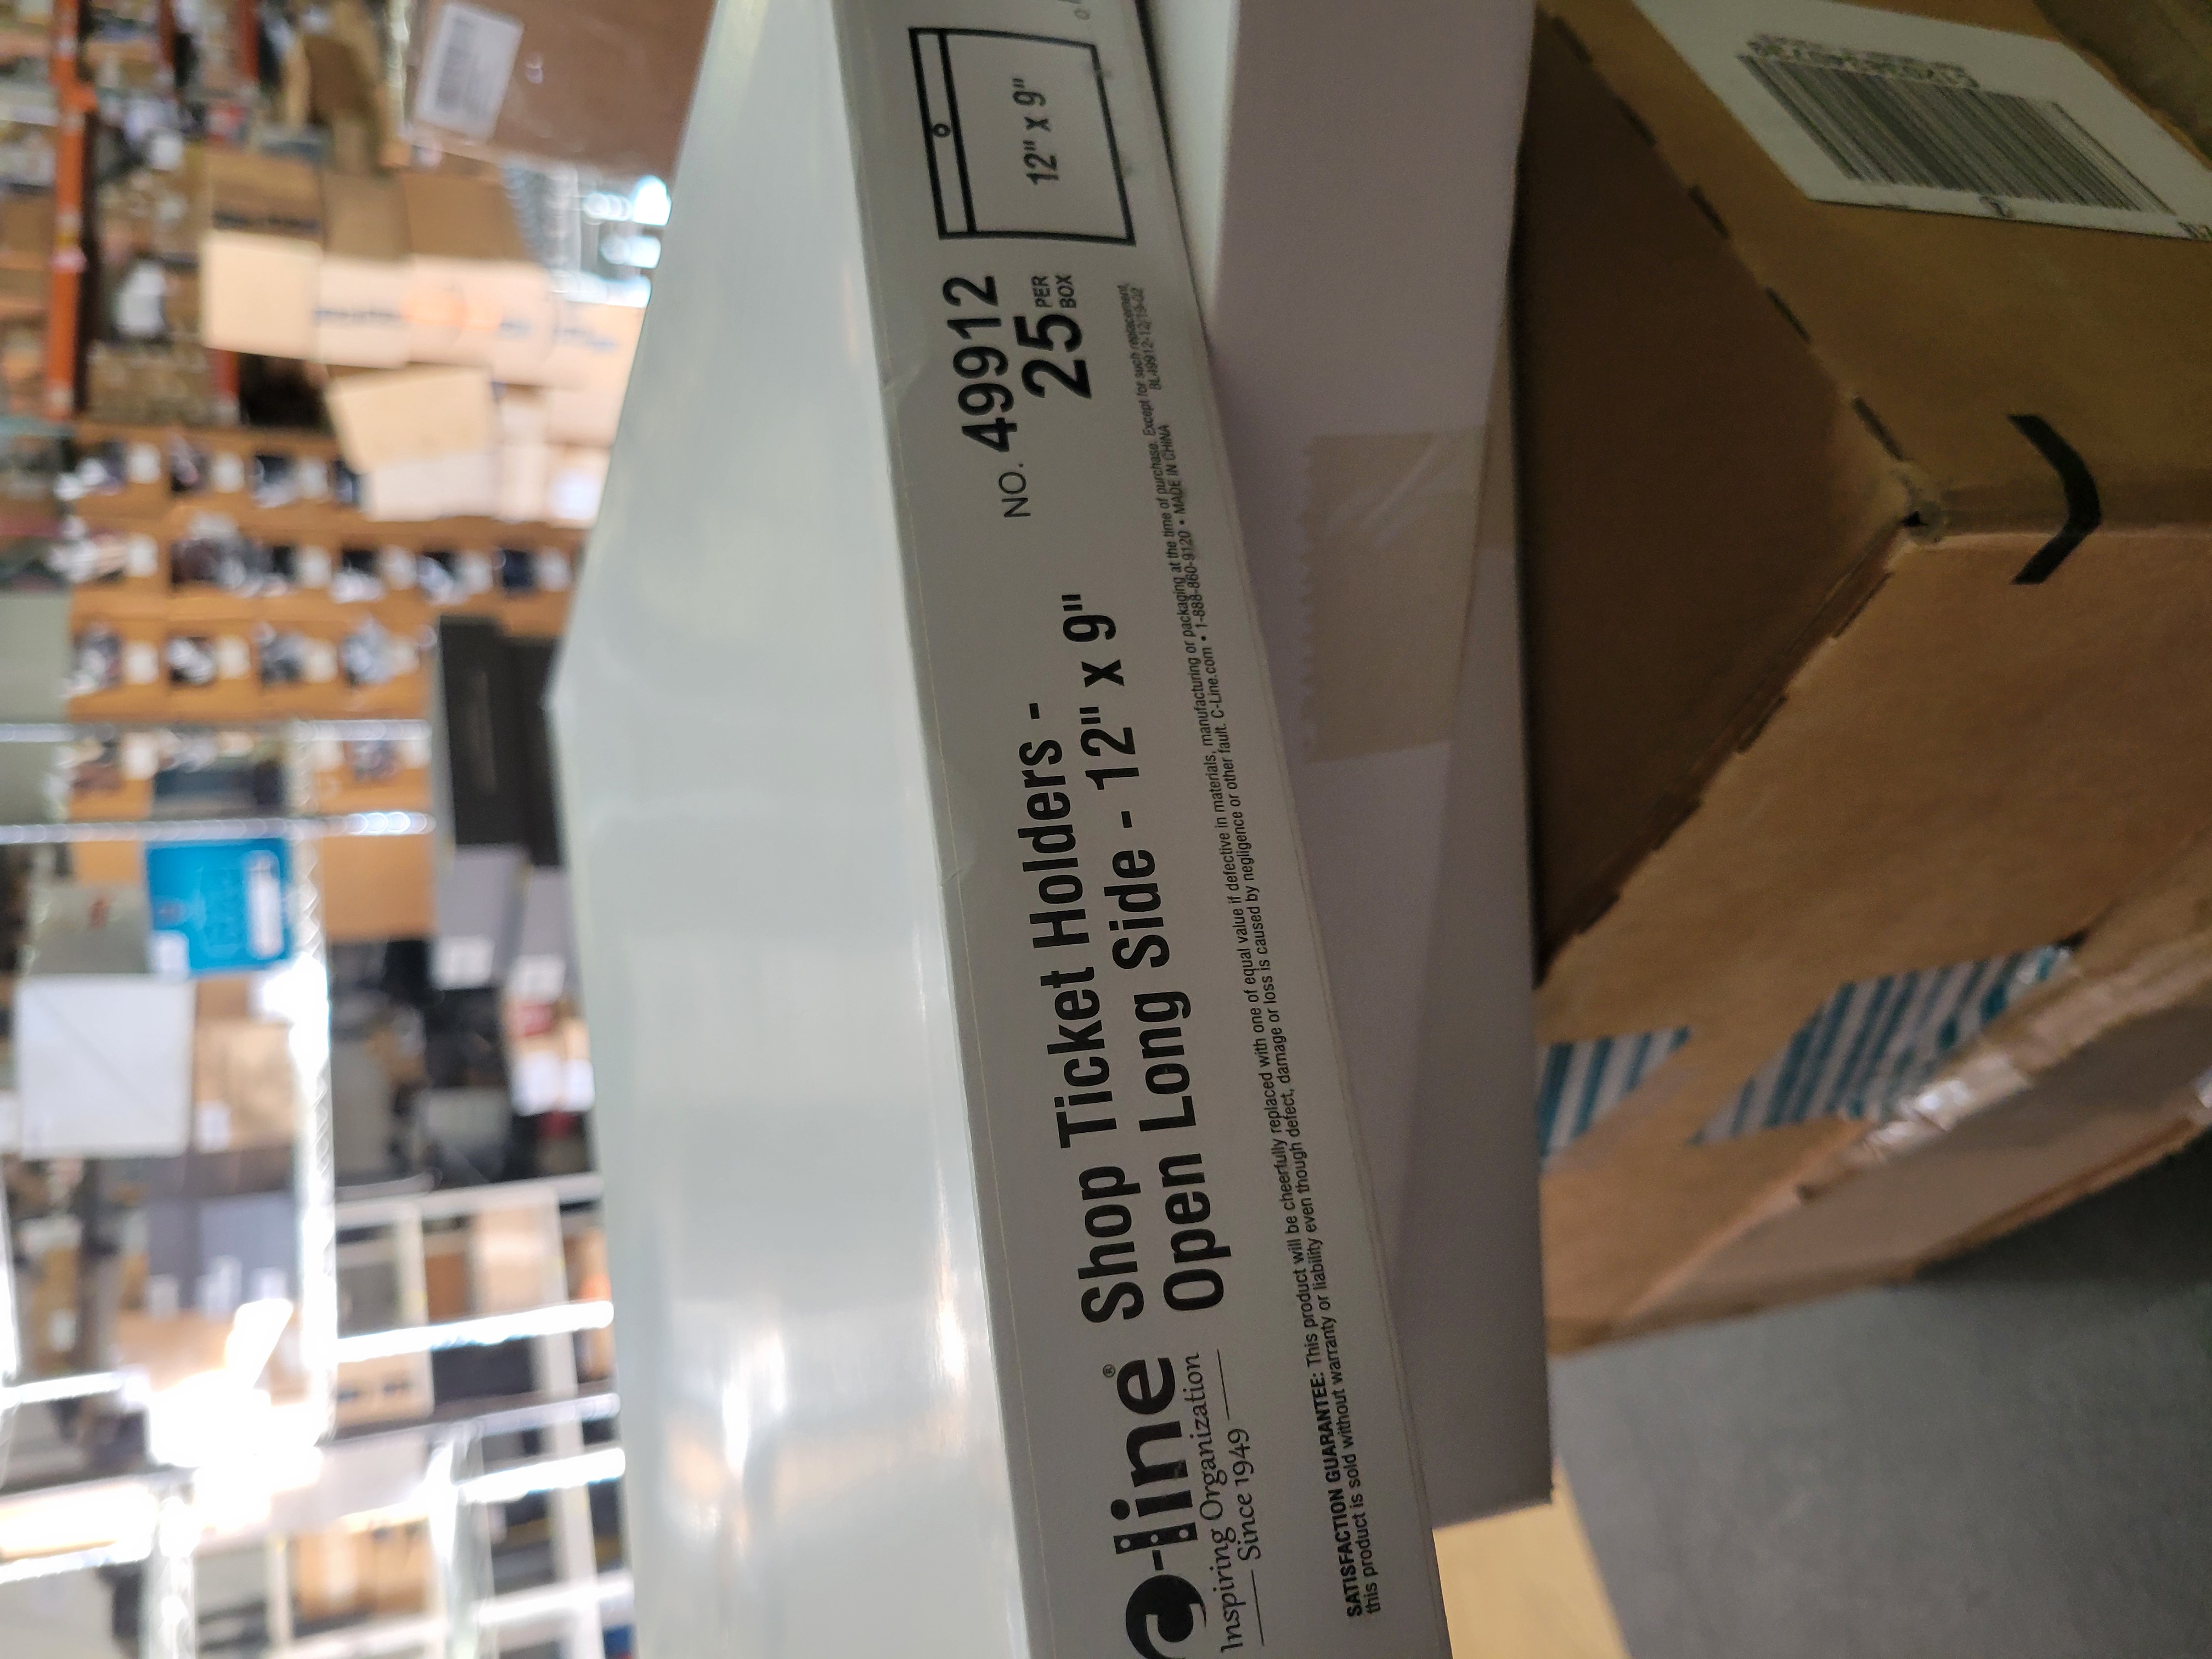 c-line®
Inspiring Organization
Since 1949
Shop Ticket Holders -
Open Long Side - 12" x 9"
NO. 49912
25 PER
BOX
12" x 9"
SATISFACTION GUARANTEE: This product will be cheerfully replaced with one of equal value if defective in materials, manufacturing or packaging at the time of purchase. Except for such replacement,
this product is sold without warranty or liability even though defect, damage or loss is caused by negligence or other fault. C-Line.com • 1-888-860-9120 • MADE IN CHINA